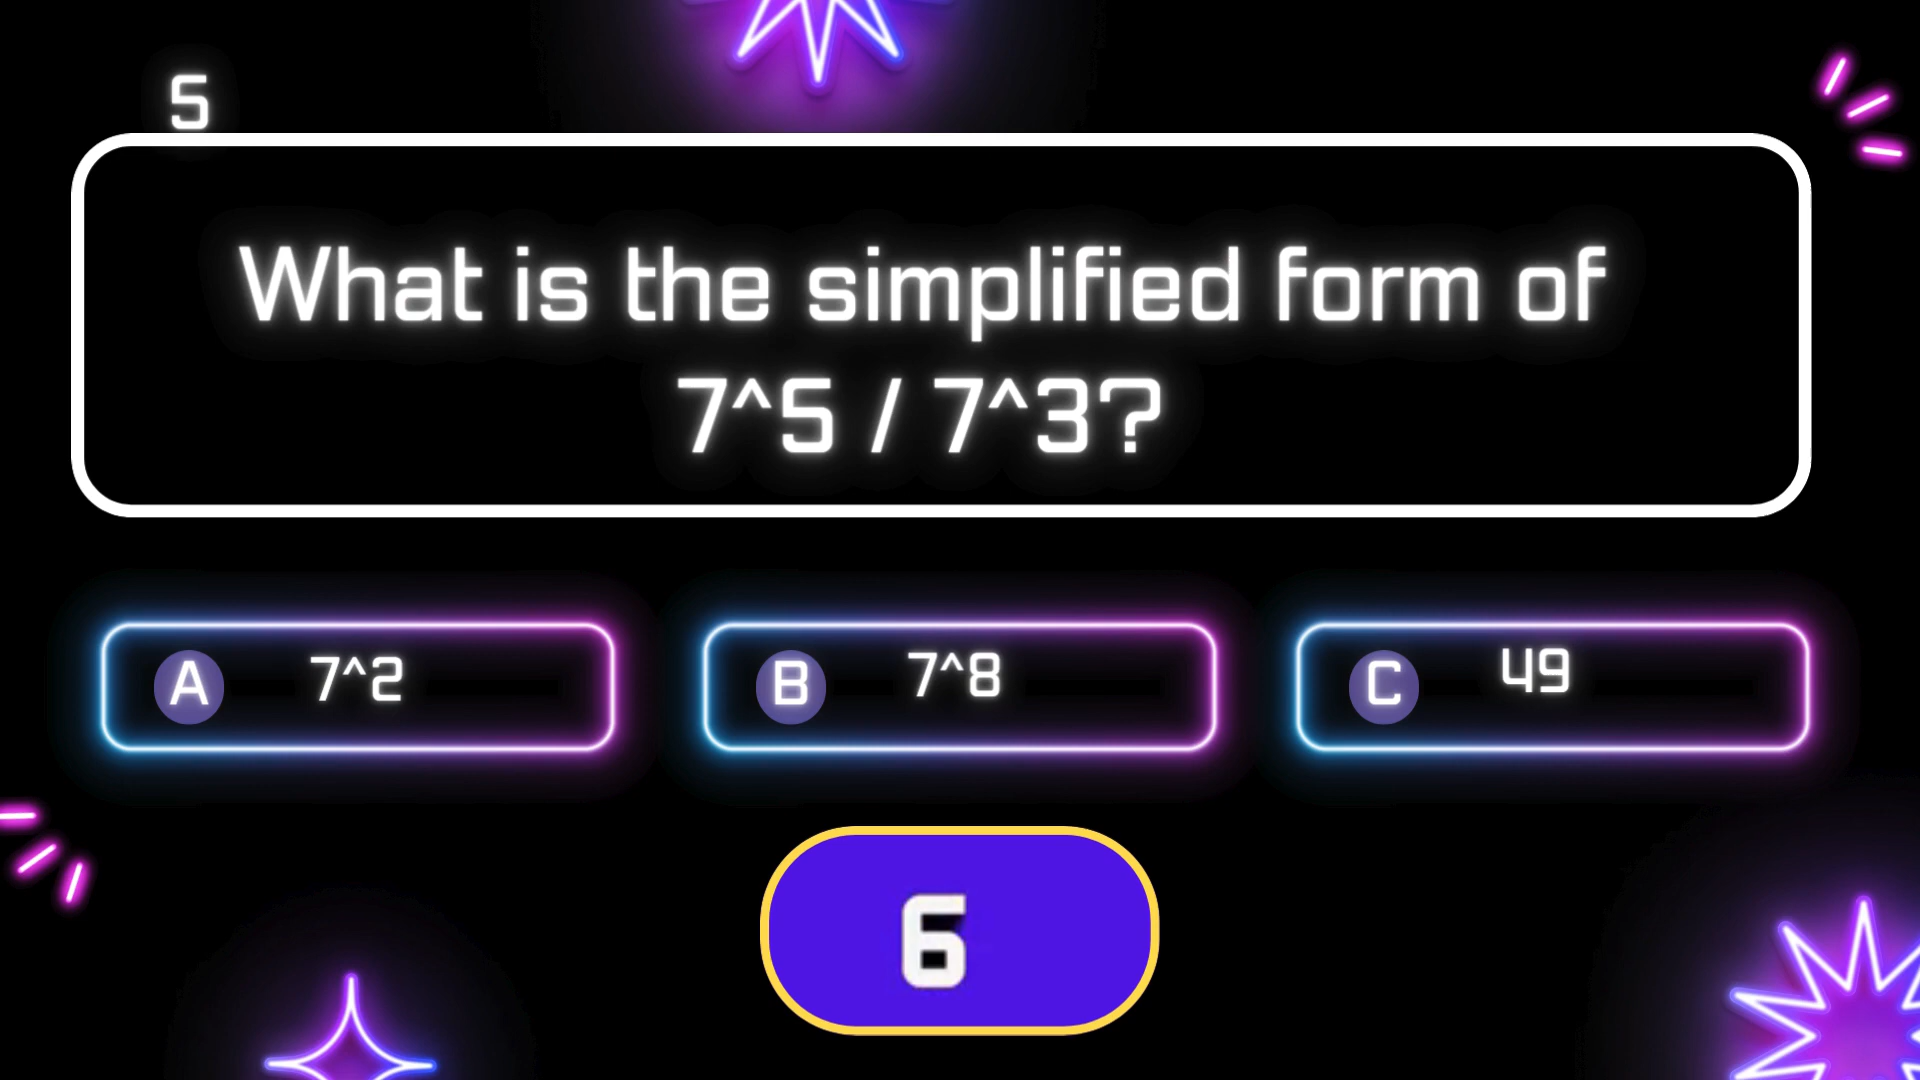 5
What is the simplified form of
7^5 / 7^3?
A 7^2
B 7^8
C 49
6